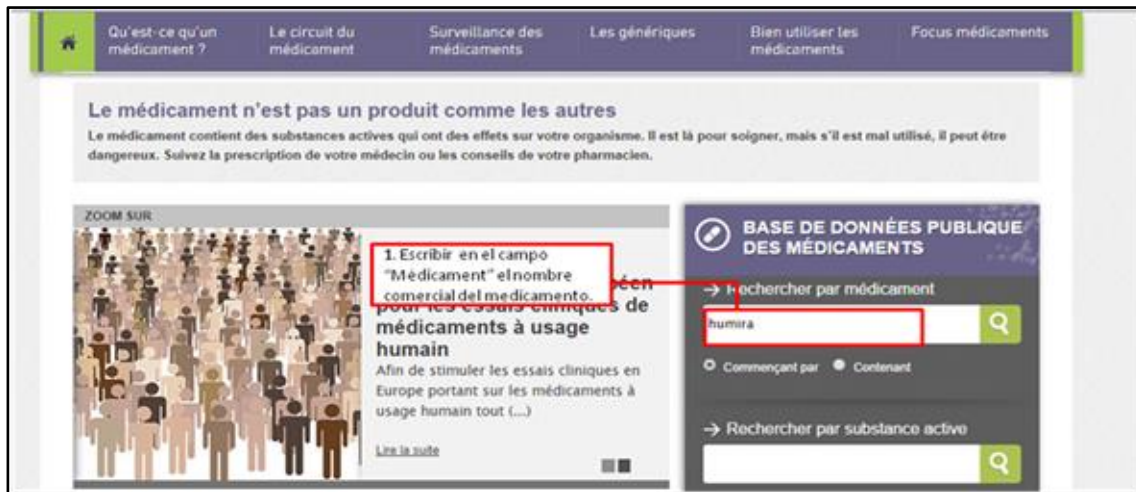 Qu'est-ce qu'un
médicament ?
Le circuit du
médicament
Surveillance des
médicaments
Les génériques
Bien utiliser les
médicaments
Focus médicaments
Le médicament n'est pas un produit comme les autres
Le médicament contient des substances actives qui ont des effets sur votre organisme. Il est là pour soigner, mais s'il est mal utilisé, il peut être
dangereux. Suivez la prescription de votre médecin ou les conseils de votre pharmacien.
ZOOM SUR
1. Escribir en el campo
"Médicament" el nombre
comercial del medicamento.
pour les essais cliniques de
médicaments à usage
humain
Afin de stimuler les essais cliniques en
Europe portant sur les médicaments à
usage humain tout (...)
Lire la suite
BASE DE DONNÉES PUBLIQUE
DES MÉDICAMENTS
→ Rechercher par médicament
humira
Commençant par
Contenant
→ Rechercher par substance active